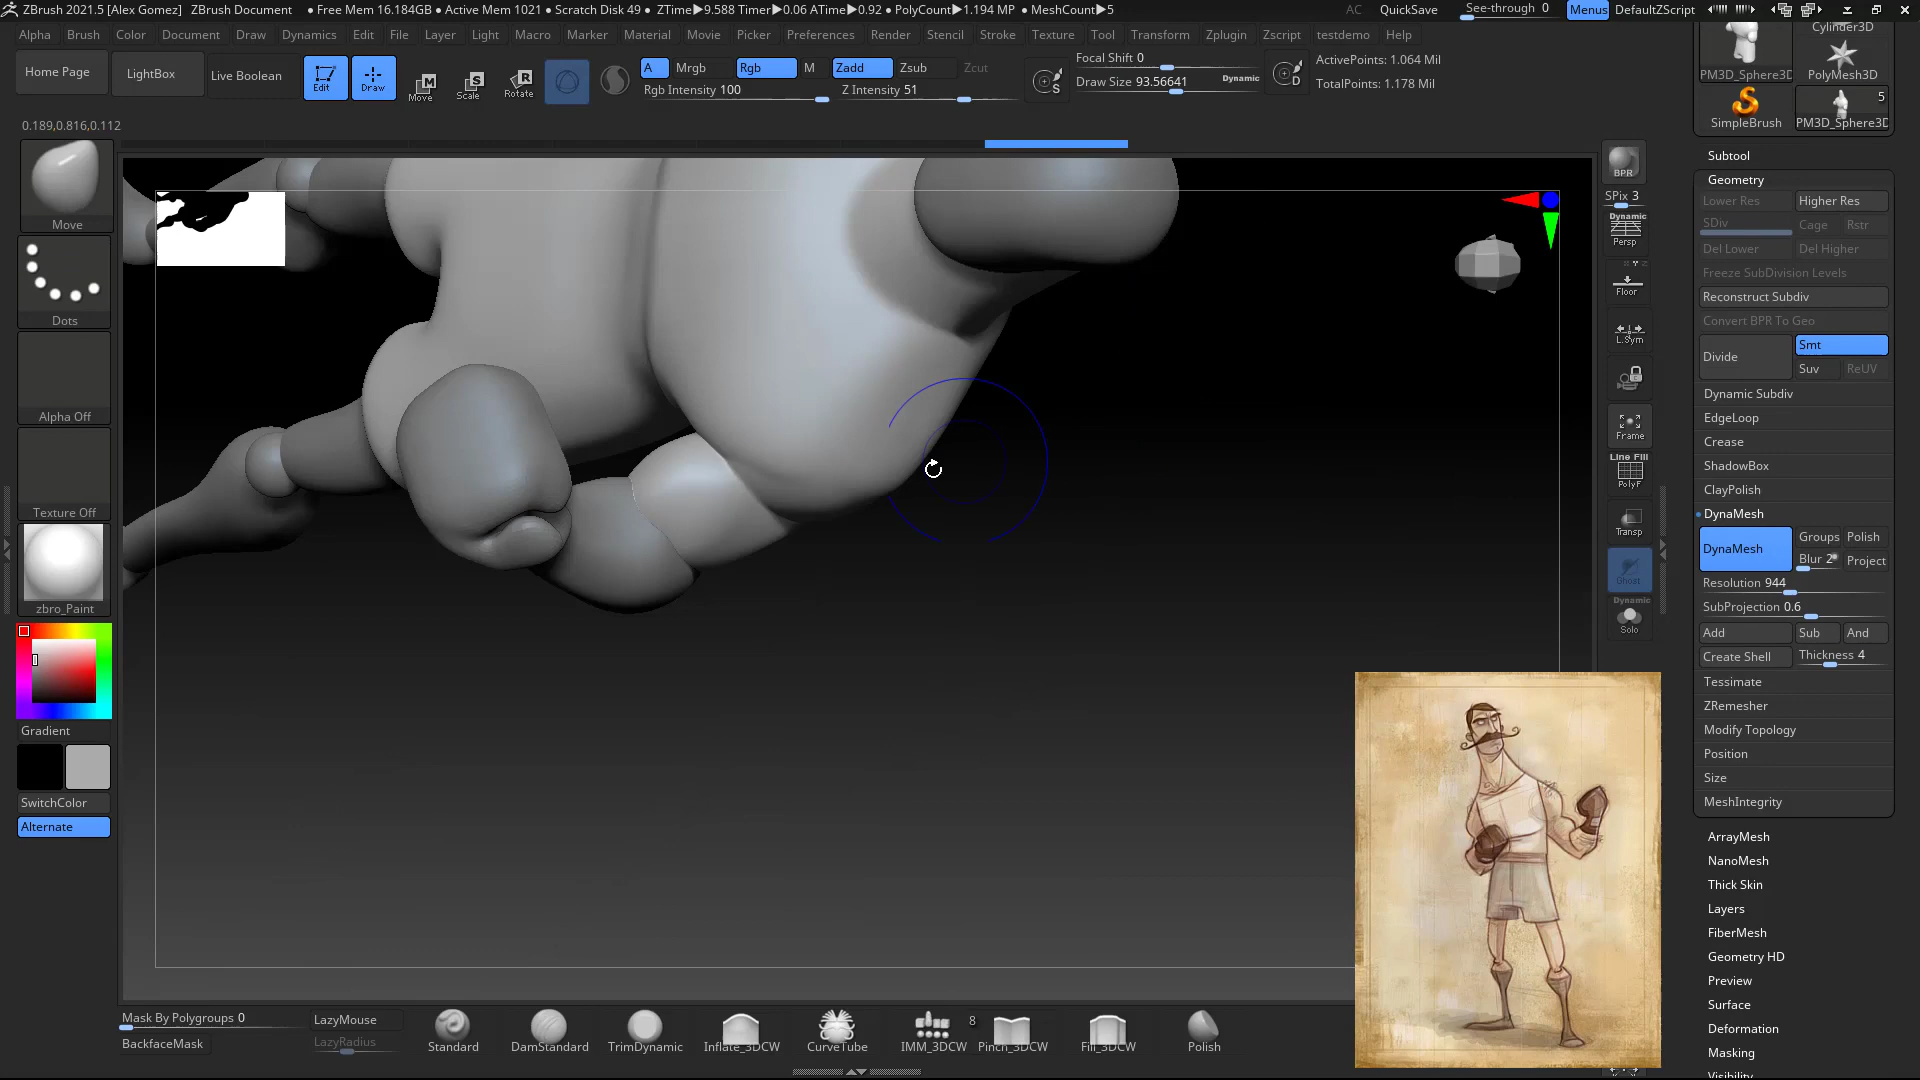 ZBrush 2021.5 [Alex Gomez] ZBrush Document • Free Mem 16.184GB • Active Mem 1021 • Scratch Disk 49 • ZTime▶9.588 Timer▶0.06 ATime▶0.92 • PolyCount▶1.194 MP • MeshCount▶5 AC QuickSave See-through 0 Menus DefaultZScript
Alpha Brush Color Document Draw Dynamics Edit File Layer Light Macro Marker Material Movie Picker Preferences Render Stencil Stroke Texture Tool Transform Zplugin Zscript testdemo Help
Home Page LightBox Live Boolean Edit Draw Move Scale Rotate
A Mrgb Rgb M Zadd Zsub Zcut
Rgb Intensity 100 Z Intensity 51
Focal Shift 0
Draw Size 93.56641 Dynamic
S D
ActivePoints: 1.064 Mil
TotalPoints: 1.178 Mil
0.189,0.816,0.112
Move
Dots
Alpha Off
Texture Off
zbro_Paint
Gradient
SwitchColor
Alternate
BPR
SPix 3
Dynamic
Persp
Floor
L.Sym
Frame
Line Fill
PolyF
Transp
Ghost
Dynamic
Solo
Cylinder3D
PM3D_Sphere3D PolyMesh3D
5
SimpleBrush PM3D_Sphere3D
Subtool
Geometry
Lower Res Higher Res
SDiv Cage Rstr
Del Lower Del Higher
Freeze SubDivision Levels
Reconstruct Subdiv
Convert BPR To Geo
Divide Smt
Suv ReUV
Dynamic Subdiv
EdgeLoop
Crease
ShadowBox
ClayPolish
DynaMesh
DynaMesh Groups Polish
Blur 2 Project
Resolution 944
SubProjection 0.6
Add Sub And
Create Shell Thickness 4
Tessimate
ZRemesher
Modify Topology
Position
Size
MeshIntegrity
ArrayMesh
NanoMesh
Thick Skin
Layers
FiberMesh
Geometry HD
Preview
Surface
Deformation
Masking
Visibility
Mask By Polygroups 0
BackfaceMask
LazyMouse
LazyRadius
8
Standard DamStandard TrimDynamic Inflate_3DCW CurveTube IMM_3DCW Pinch_3DCW Fill_3DCW Polish